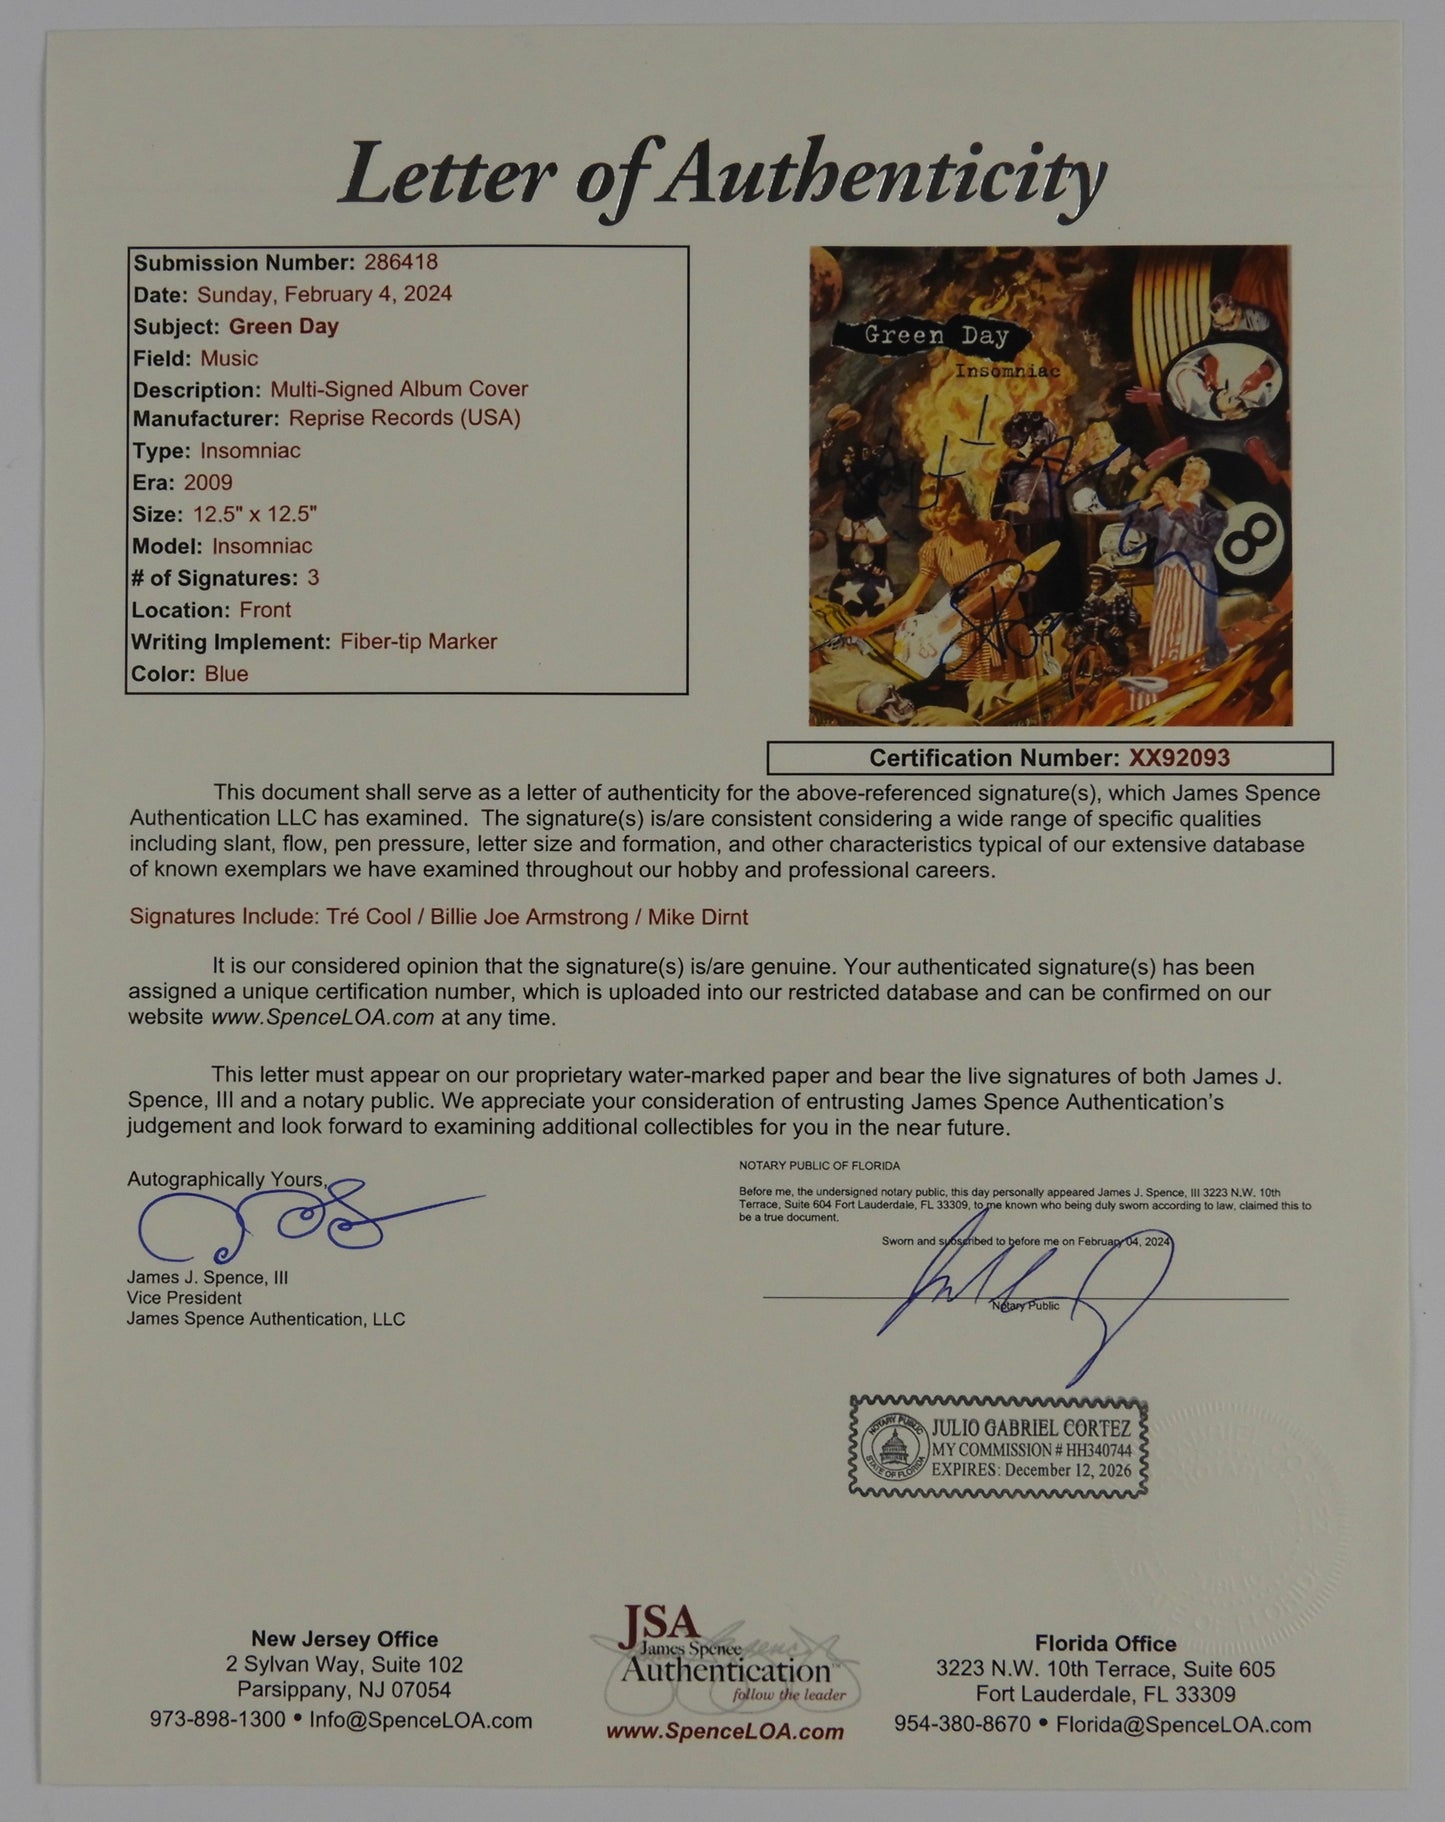 Letter of Authenticity
Submission Number: 286418
Date: Sunday, February 4, 2024
Subject: Green Day
Field: Music
Description: Multi-Signed Album Cover
Manufacturer: Reprise Records (USA)
Type: Insomniac
Era: 2009
Size: 12.5" x 12.5"
Model: Insomniac
# of Signatures: 3
Location: Front
Writing Implement: Fiber-tip Marker
Color: Blue
Green Day
Insomniac
8
Certification Number: XX92093
This document shall serve as a letter of authenticity for the above-referenced signature(s), which James Spence
Authentication LLC has examined. The signature(s) is/are consistent considering a wide range of specific qualities
including slant, flow, pen pressure, letter size and formation, and other characteristics typical of our extensive database
of known exemplars we have examined throughout our hobby and professional careers.
Signatures Include: Tré Cool / Billie Joe Armstrong / Mike Dirnt
It is our considered opinion that the signature(s) is/are genuine. Your authenticated signature(s) has been
assigned a unique certification number, which is uploaded into our restricted database and can be confirmed on our
website www.SpenceLOA.com at any time.
This letter must appear on our proprietary water-marked paper and bear the live signatures of both James J.
Spence, III and a notary public. We appreciate your consideration of entrusting James Spence Authentication's
judgement and look forward to examining additional collectibles for you in the near future.
Autographically Yours,
James J. Spence, III
Vice President
James Spence Authentication, LLC
NOTARY PUBLIC OF FLORIDA
Before me, the undersigned notary public, this day personally appeared James J. Spence, III 3223 N.W. 10th
Terrace, Suite 604 Fort Lauderdale, FL 33309, to me known who being duly sworn according to law, claimed this to
be a true document.
Sworn and subscribed to before me on February 04, 2024
Notary Public
NOTARY PUBLIC
STATE OF FLORIDA
JULIO GABRIEL CORTEZ
MY COMMISSION # HH340744
EXPIRES: December 12, 2026
New Jersey Office
2 Sylvan Way, Suite 102
Parsippany, NJ 07054
973-898-1300 • Info@SpenceLOA.com
JSA
James Spence
Authentication™
follow the leader
www.SpenceLOA.com
Florida Office
3223 N.W. 10th Terrace, Suite 605
Fort Lauderdale, FL 33309
954-380-8670 • Florida@SpenceLOA.com